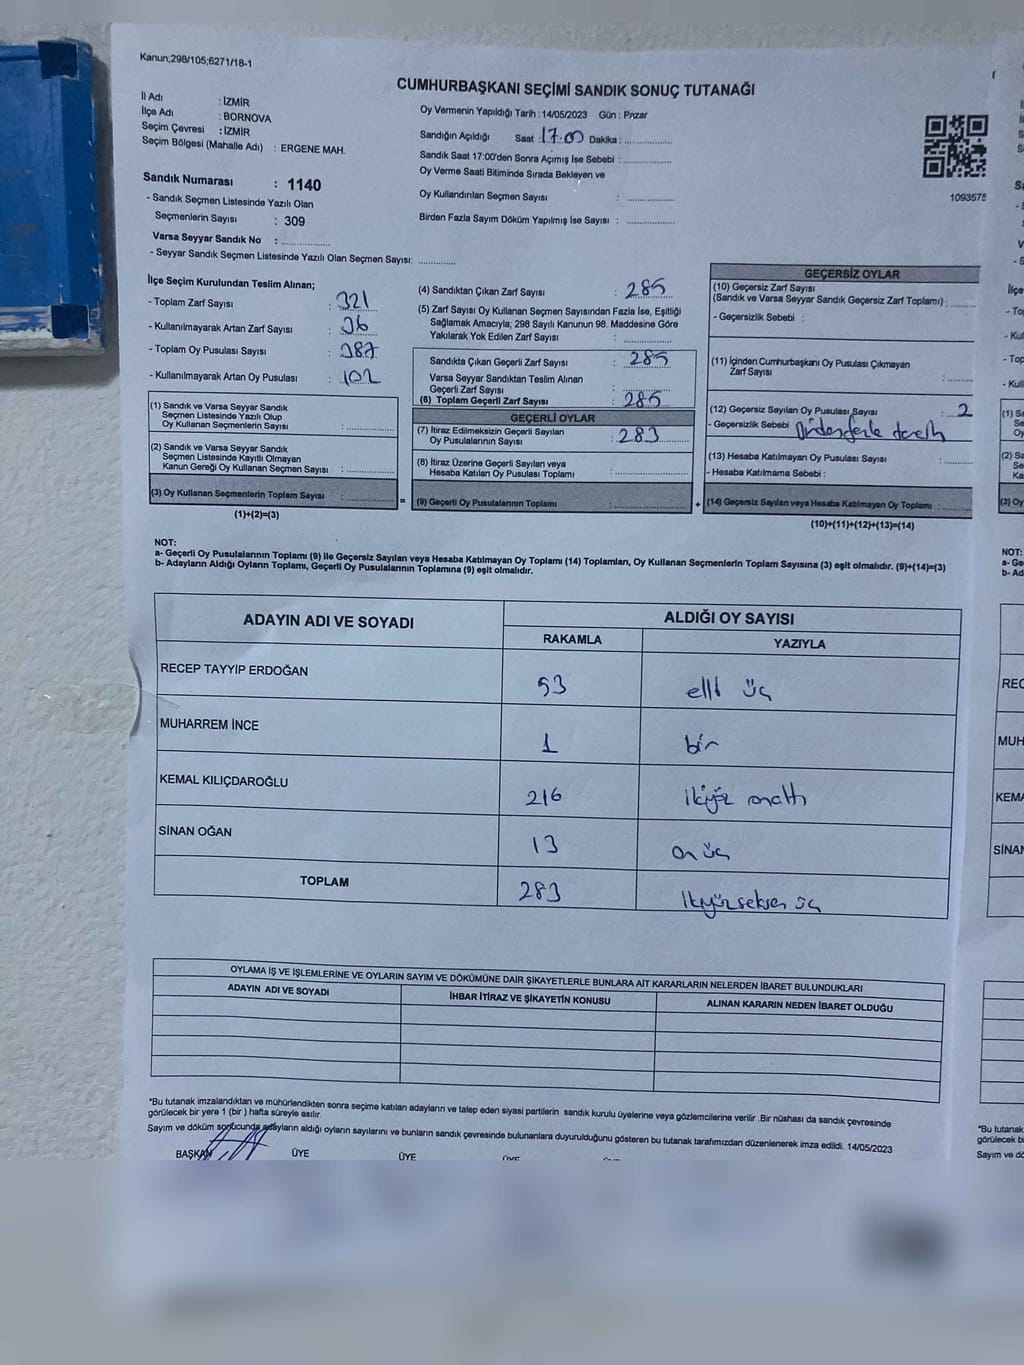 Kanun;298/105;6271/18-1
CUMHURBAŞKANI SEÇİMİ SANDIK SONUÇ TUTANAĞI
İl Adı : İZMİR
İlçe Adı : BORNOVA
Seçim Çevresi : İZMİR
Seçim Bölgesi (Mahalle Adı) : ERGENE MAH.
Oy Vermenin Yapıldığı Tarih : 14/05/2023 Gün : Pazar
Sandığın Açıldığı Saat :17.00 Dakika : ................
Sandık Saat 17:00'den Sonra Açımış İse Sebebi : ................
Oy Verme Saati Bitiminde Sırada Bekleyen ve
Oy Kullandırılan Seçmen Sayısı : ................
Birden Fazla Sayım Döküm Yapılmış İse Sayısı : ................
1093575
Sandık Numarası : 1140
- Sandık Seçmen Listesinde Yazılı Olan
Seçmenlerin Sayısı : 309
Varsa Seyyar Sandık No : ................
- Seyyar Sandık Seçmen Listesinde Yazılı Olan Seçmen Sayısı: ............
İlçe Seçim Kurulundan Teslim Alınan;
- Toplam Zarf Sayısı : 321
- Kullanılmayarak Artan Zarf Sayısı : 36
- Toplam Oy Pusulası Sayısı : 387
- Kullanılmayarak Artan Oy Pusulası : 102
(1) Sandık ve Varsa Seyyar Sandık
Seçmen Listesinde Yazılı Olup
Oy Kullanan Seçmenlerin Sayısı : ................
(2) Sandık ve Varsa Seyyar Sandık
Seçmen Listesinde Kayıtlı Olmayan
Kanun Gereği Oy Kullanan Seçmen Sayısı : ................
(3) Oy Kullanan Seçmenlerin Toplam Sayısı : ................
(1)+(2)=(3)
(4) Sandıktan Çıkan Zarf Sayısı : 285
(5) Zarf Sayısı Oy Kullanan Seçmen Sayısından Fazla İse, Eşitliği
Sağlamak Amacıyla; 298 Sayılı Kanunun 98. Maddesine Göre
Yakılarak Yok Edilen Zarf Sayısı : ................
Sandıkta Çıkan Geçerli Zarf Sayısı : 285
Varsa Seyyar Sandıktan Teslim Alınan
Geçerli Zarf Sayısı : ................
(6) Toplam Geçerli Zarf Sayısı : 285
GEÇERLİ OYLAR
(7) İtiraz Edilmeksizin Geçerli Sayılan
Oy Pusulalarının Sayısı : 283
(8) İtiraz Üzerine Geçerli Sayılan veya
Hesaba Katılan Oy Pusulası Toplamı : ................
= (9) Geçerli Oy Pusulalarının Toplamı : ................
GEÇERSİZ OYLAR
(10) Geçersiz Zarf Sayısı
(Sandık ve Varsa Seyyar Sandık Geçersiz Zarf Toplamı) : ........
- Geçersizlik Sebebi :
(11) İçinden Cumhurbaşkanı Oy Pusulası Çıkmayan
Zarf Sayısı : ........
(12) Geçersiz Sayılan Oy Pusulası Sayısı : 2
- Geçersizlik Sebebi Birden fazla tercih
(13) Hesaba Katılmayan Oy Pusulası Sayısı : ........
- Hesaba Katılmama Sebebi :
+ (14) Geçersiz Sayılan veya Hesaba Katılmayan Oy Toplamı : ........
(10)+(11)+(12)+(13)=(14)
NOT:
a- Geçerli Oy Pusulalarının Toplamı (9) ile Geçersiz Sayılan veya Hesaba Katılmayan Oy Toplamı (14) Toplamları, Oy Kullanan Seçmenlerin Toplam Sayısına (3) eşit olmalıdır. (9)+(14)=(3)
b- Adayların Aldığı Oyların Toplamı, Geçerli Oy Pusulalarının Toplamına (9) eşit olmalıdır.
ADAYIN ADI VE SOYADI ALDIĞI OY SAYISI
RAKAMLA YAZIYLA
RECEP TAYYİP ERDOĞAN 53 elli üç
MUHARREM İNCE 1 bir
KEMAL KILIÇDAROĞLU 216 ikiyüz onaltı
SİNAN OĞAN 13 on üç
TOPLAM 283 ikiyüzseksen üç
OYLAMA İŞ VE İŞLEMLERİNE VE OYLARIN SAYIM VE DÖKÜMÜNE DAİR ŞİKAYETLERLE BUNLARA AİT KARARLARIN NELERDEN İBARET BULUNDUKLARI
ADAYIN ADI VE SOYADI İHBAR İTİRAZ VE ŞİKAYETİN KONUSU ALINAN KARARIN NEDEN İBARET OLDUĞU
*Bu tutanak imzalandıktan ve mühürlendikten sonra seçime katılan adayların ve talep eden siyasi partilerin sandık kurulu üyelerine veya gözlemcilerine verilir .Bir nüshası da sandık çevresinde
görülecek bir yere 1 (bir ) hafta süreyle asılır.
Sayım ve döküm sonucunda adayların aldığı oyların sayılarını ve bunların sandık çevresinde bulunanlara duyurulduğunu gösteren bu tutanak tarafımızdan düzenlenerek imza edildi. 14/05/2023
BAŞKAN ÜYE ÜYE ÜYE